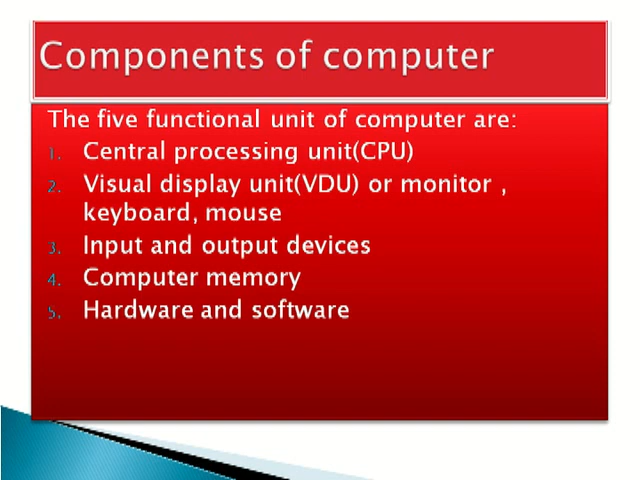 Components of computer
The five functional unit of computer are:
1. Central processing unit(CPU)
2. Visual display unit(VDU) or monitor ,
keyboard, mouse
3. Input and output devices
4. Computer memory
5. Hardware and software